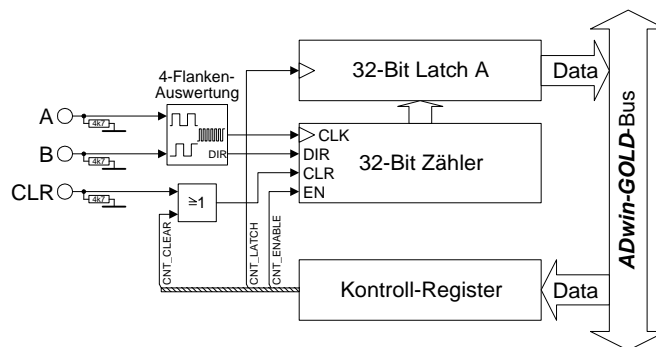 4-Flanken-
Auswertung
32-Bit Latch A
Data
A
4k7
B
4k7
DIR
CLK
DIR
CLR
EN
32-Bit Zähler
CLR
4k7
≥1
CNT_CLEAR
CNT_LATCH
CNT_ENABLE
Kontroll-Register
Data
ADwin-GOLD-Bus